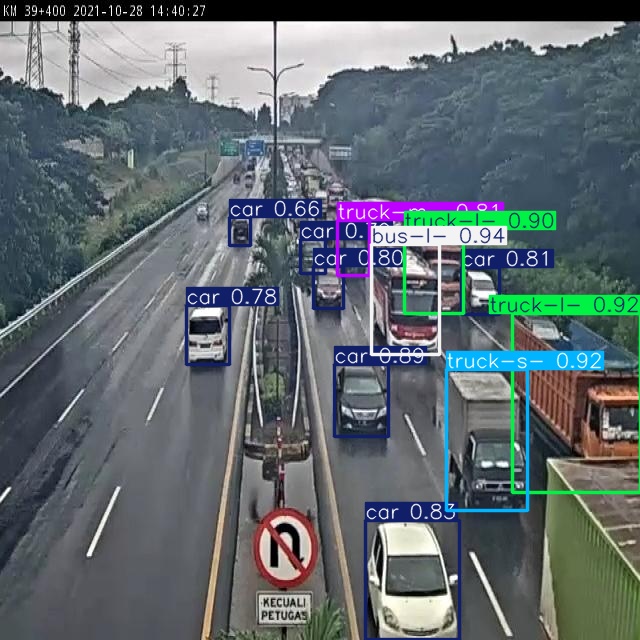 KM 39+400 2021-10-28 14:40:27
car 0.66
truck-m- 0.81
truck-l- 0.90
bus-l- 0.94
car 0.80
car 0.81
car 0.78
truck-l- 0.92
car 0.89
truck-s- 0.92
car 0.83
KECUALI
PETUGAS